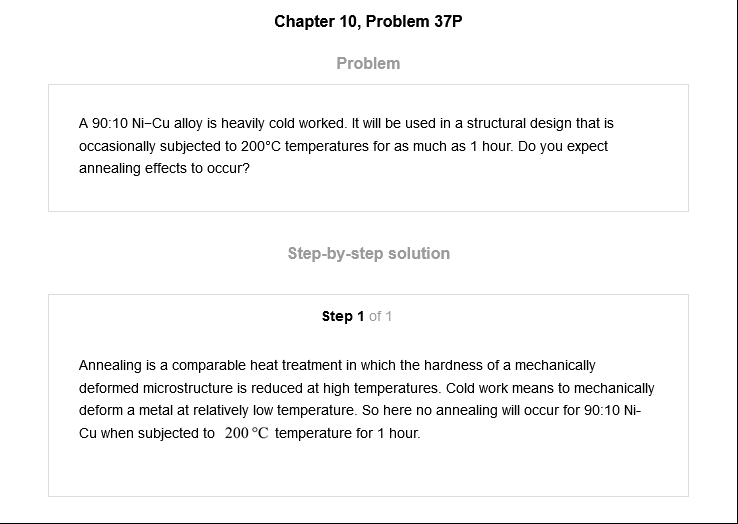 Chapter 10, Problem 37P
Problem
A 90:10 Ni−Cu alloy is heavily cold worked. It will be used in a structural design that is
occasionally subjected to 200°C temperatures for as much as 1 hour. Do you expect
annealing effects to occur?
Step-by-step solution
Step 1 of 1
Annealing is a comparable heat treatment in which the hardness of a mechanically
deformed microstructure is reduced at high temperatures. Cold work means to mechanically
deform a metal at relatively low temperature. So here no annealing will occur for 90:10 Ni-
Cu when subjected to 200 °C temperature for 1 hour.